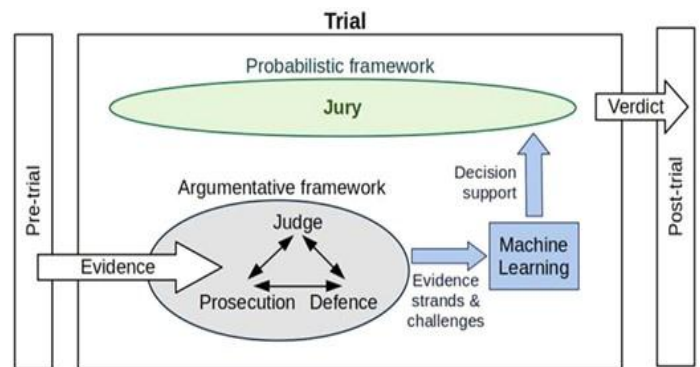 Trial
Pre-trial
Probabilistic framework
Jury
Verdict
Post-trial
Decision
support
Argumentative framework
Judge
Prosecution Defence
Evidence
Evidence
strands &
challenges
Machine
Learning